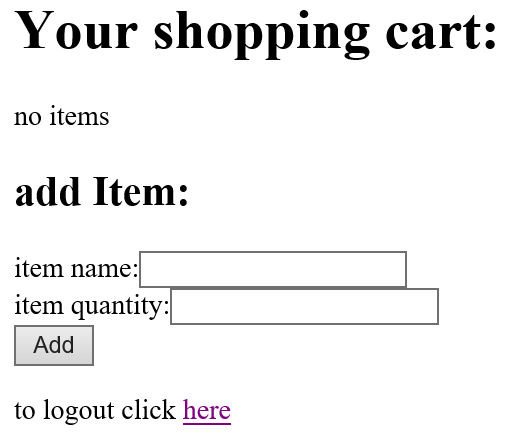 Your shopping cart:
no items
add Item:
item name:
item quantity:
Add
to logout click here